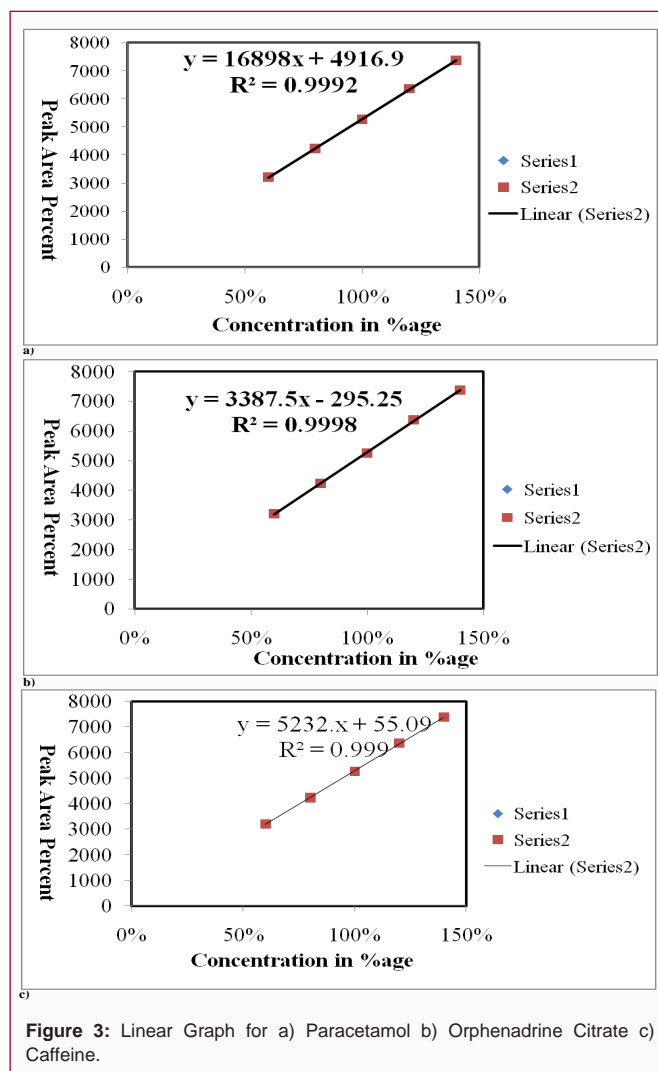 y = 16898x + 4916.9
R² = 0.9992
8000
7000
6000
5000
4000
3000
2000
1000
0
Peak Area Percent
0% 50% 100% 150%
Concentration in %age
Series1
Series2
Linear (Series2)
a)
y = 3387.5x - 295.25
R² = 0.9998
8000
7000
6000
5000
4000
3000
2000
1000
0
Peak Area Percent
0% 50% 100% 150%
Concentration in %age
Series1
Series2
Linear (Series2)
b)
y = 5232.x + 55.09
R² = 0.999
8000
7000
6000
5000
4000
3000
2000
1000
0
Peak Area Percent
0% 50% 100% 150%
Concentration in %age
Series1
Series2
Linear (Series2)
c)
Figure 3: Linear Graph for a) Paracetamol b) Orphenadrine Citrate c)
Caffeine.